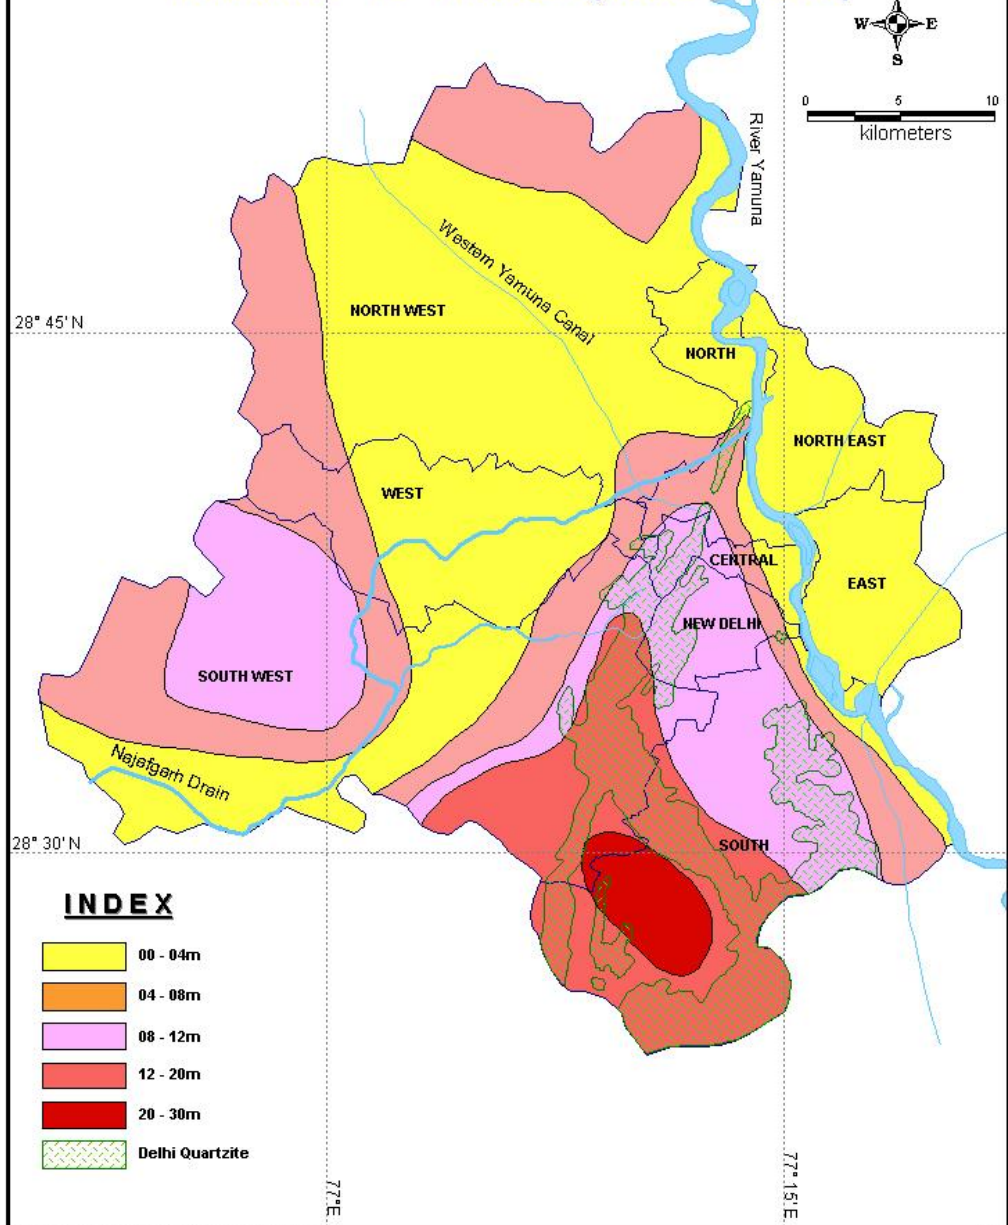 W E
S
0 5 10
kilometers
River Yamuna
Western Yamuna Canal
NORTH WEST
28° 45' N
NORTH
NORTH EAST
WEST
CENTRAL
EAST
NEW DELHI
SOUTH WEST
Najafgarh Drain
28° 30' N
SOUTH
INDEX
00 - 04m
04 - 08m
08 - 12m
12 - 20m
20 - 30m
Delhi Quartzite
77°E
77° 15'E